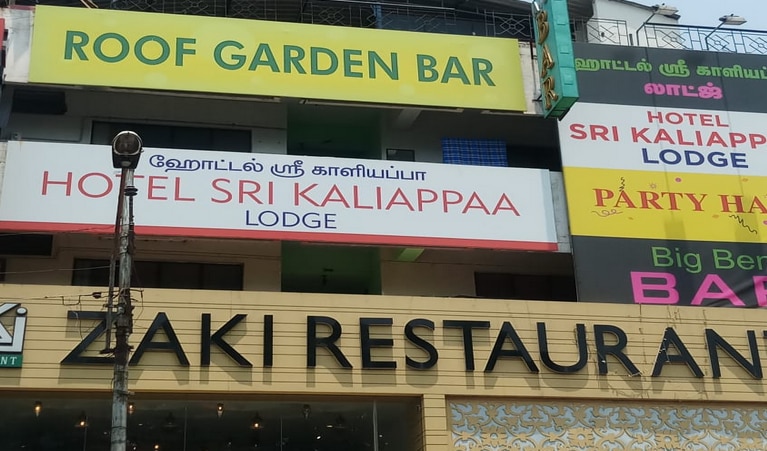 ROOF GARDEN BAR
BAR
ஹோட்டல் ஸ்ரீ காளியப்பா
HOTEL SRI KALIAPPAA
LODGE
ஹாட்டல் ஸ்ரீ காளியப்
லாட்ஜ்
HOTEL
SRI KALIAPP
LODGE
PARTY HA
Big Ben
BAR
ZAKI RESTAURAN